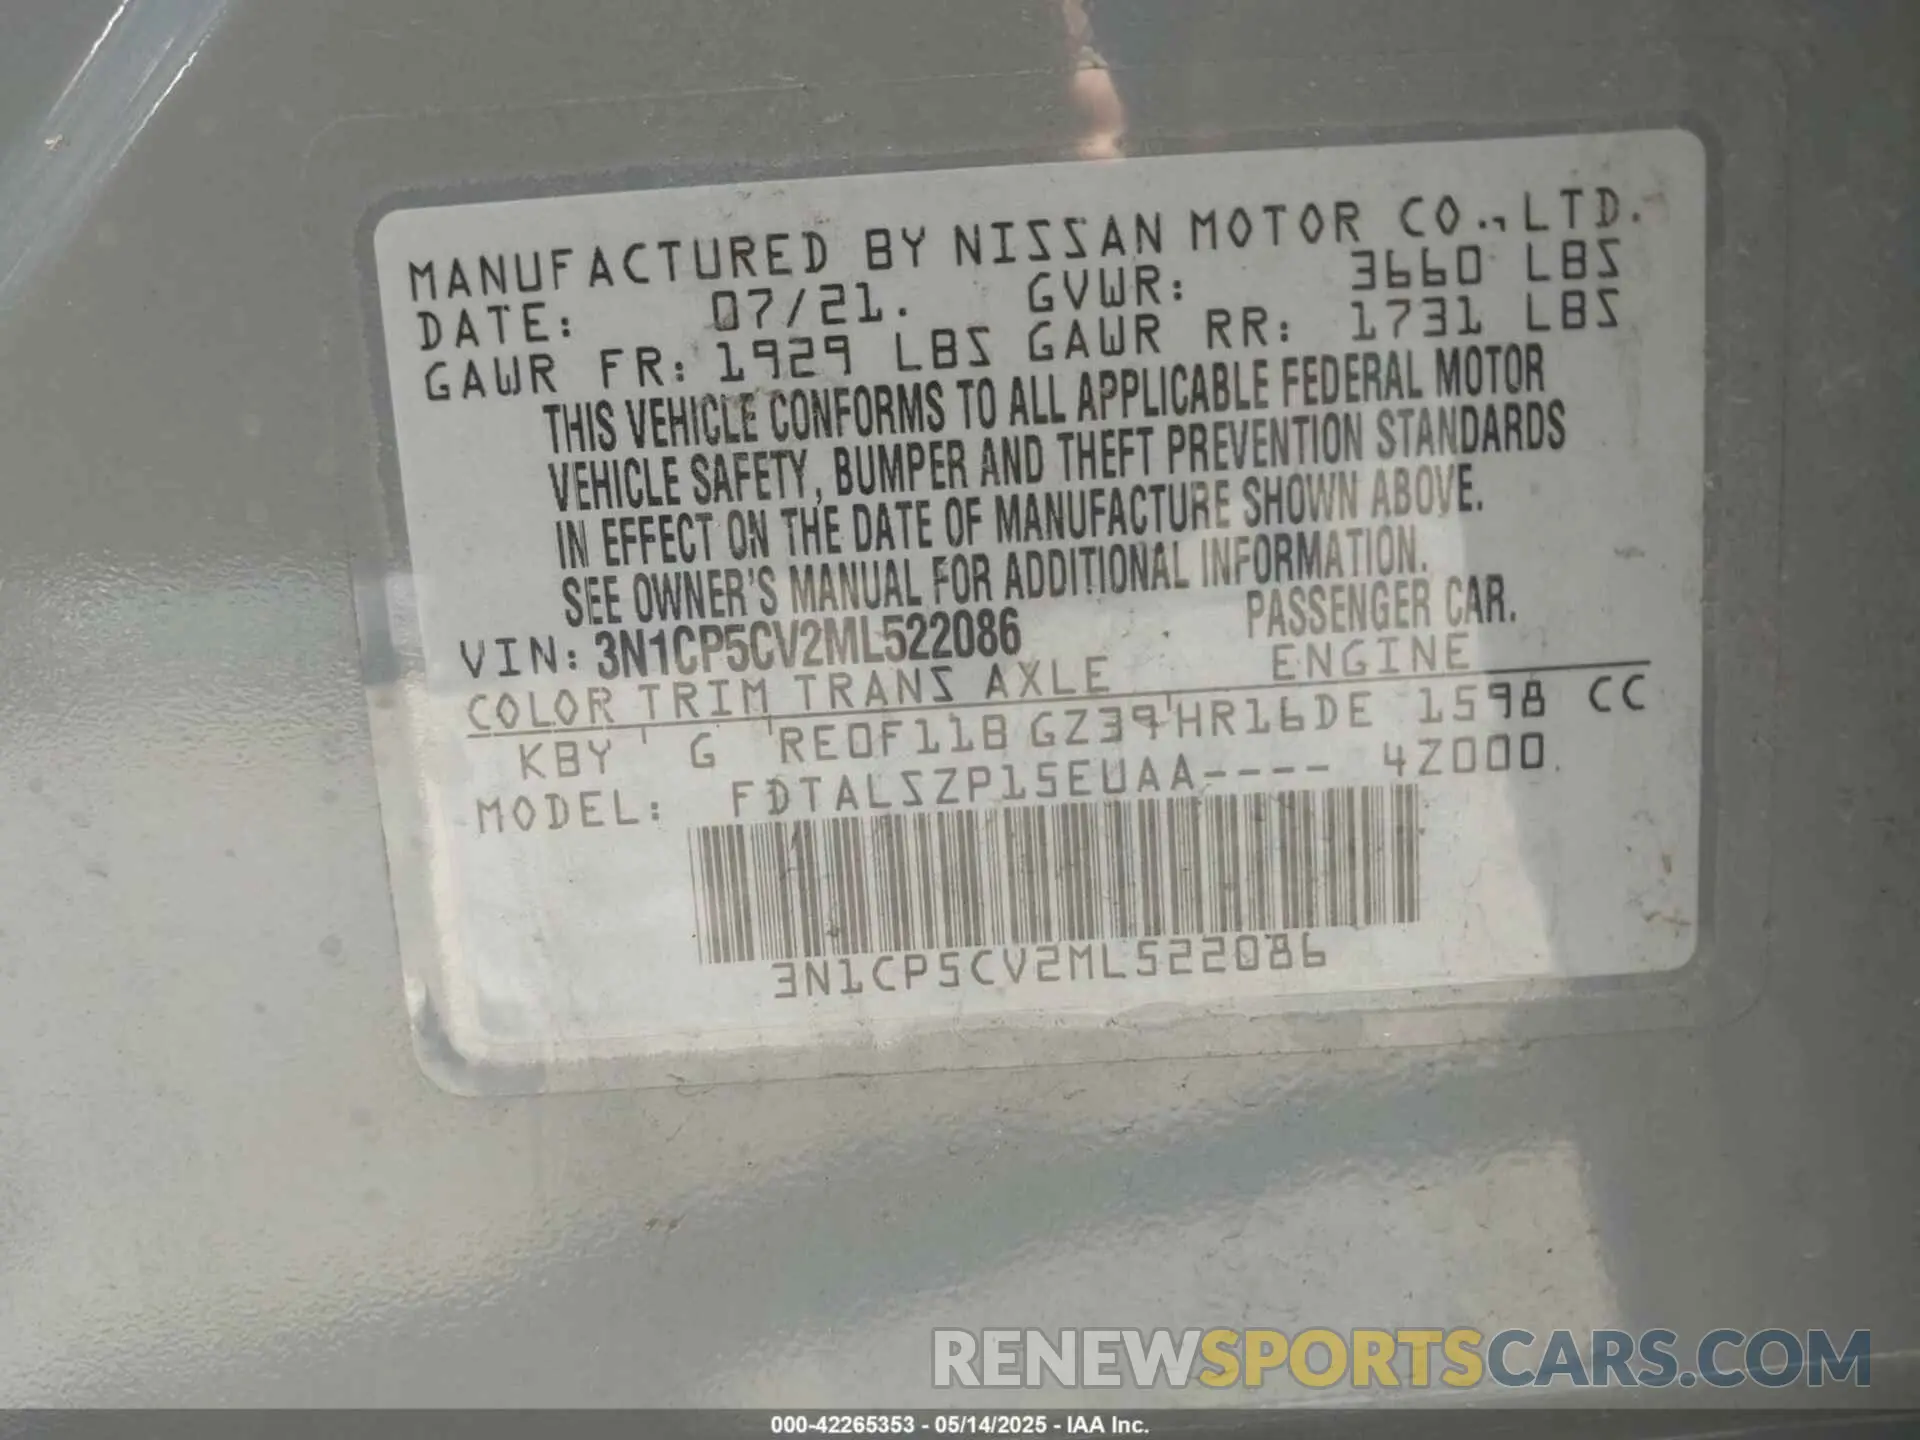 MANUFACTURED BY NISSAN MOTOR CO., LTD.
DATE: 07/21. GVWR: 3660 LBS
GAWR FR: 1929 LBS GAWR RR: 1731 LBS
THIS VEHICLE CONFORMS TO ALL APPLICABLE FEDERAL MOTOR
VEHICLE SAFETY, BUMPER AND THEFT PREVENTION STANDARDS
IN EFFECT ON THE DATE OF MANUFACTURE SHOWN ABOVE.
SEE OWNER'S MANUAL FOR ADDITIONAL INFORMATION.
VIN: 3N1CP5CV2ML522086 PASSENGER CAR.
COLOR TRIM TRANS AXLE ENGINE
KBY G RE0F11B GZ39 HR16DE 1598 CC
MODEL: FDTALSZP15EUAA---- 4Z000
3N1CP5CV2ML522086
RENEWSPORTSCARS.COM
000-42265353 - 05/14/2025 - IAA Inc.